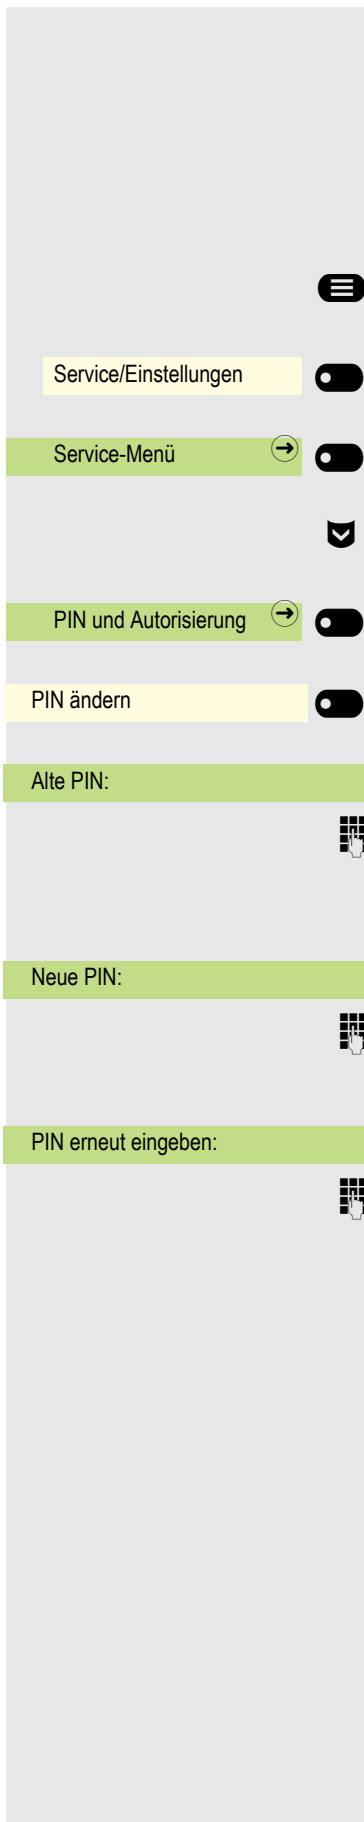 Service/Einstellungen
Service-Menü
PIN und Autorisierung
PIN ändern
Alte PIN:
Neue PIN:
PIN erneut eingeben: